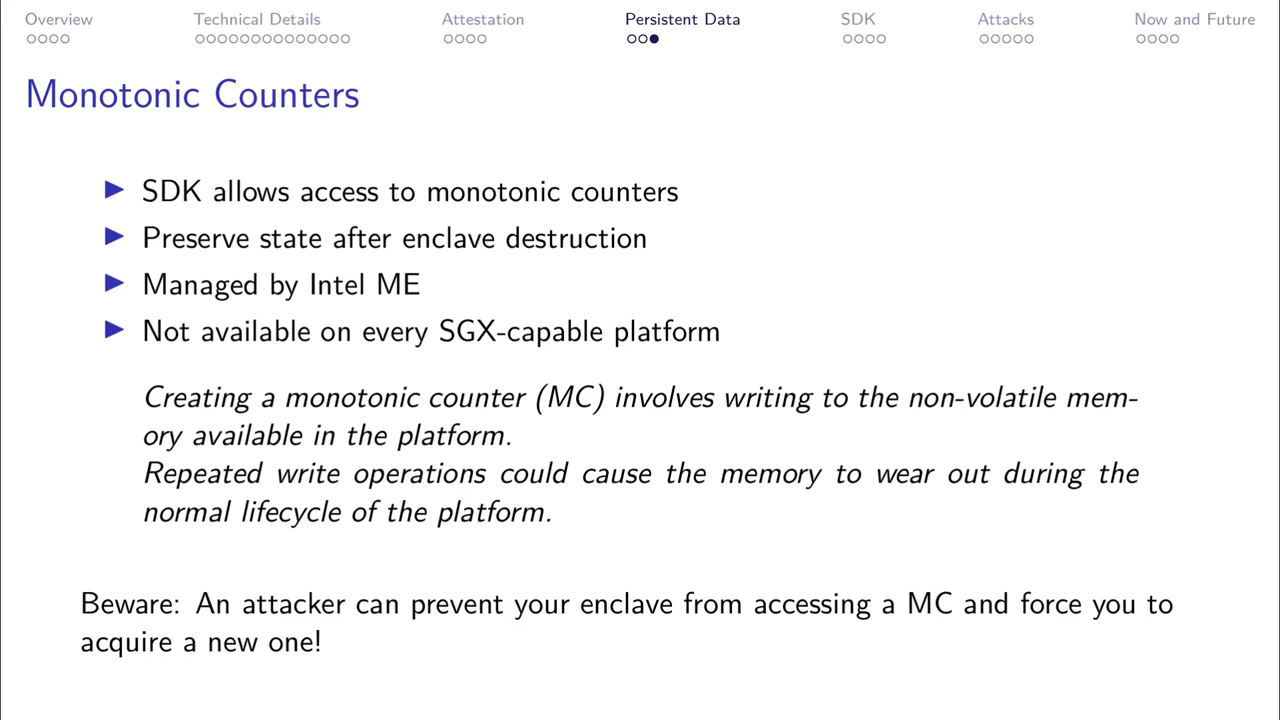 Overview Technical Details Attestation Persistent Data SDK Attacks Now and Future
Monotonic Counters
SDK allows access to monotonic counters
Preserve state after enclave destruction
Managed by Intel ME
Not available on every SGX-capable platform
Creating a monotonic counter (MC) involves writing to the non-volatile mem-
ory available in the platform.
Repeated write operations could cause the memory to wear out during the
normal lifecycle of the platform.
Beware: An attacker can prevent your enclave from accessing a MC and force you to
acquire a new one!